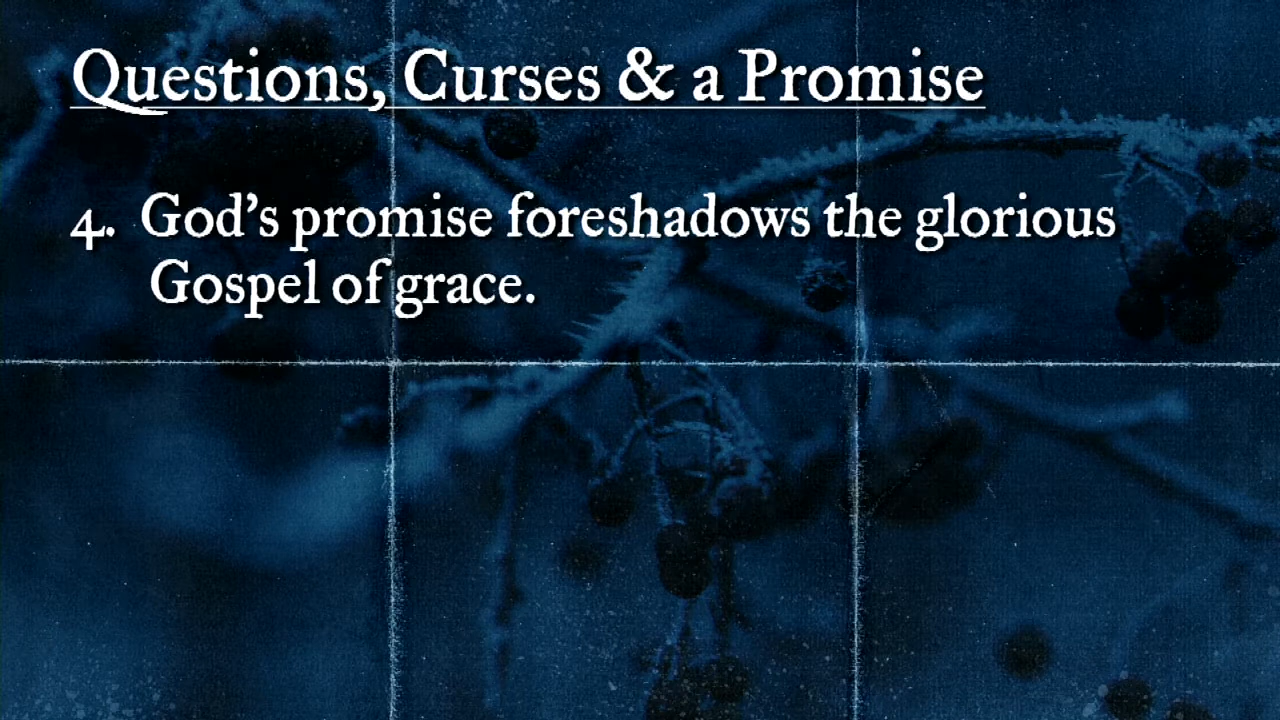 Questions, Curses & a Promise
4. God's promise foreshadows the glorious
Gospel of grace.